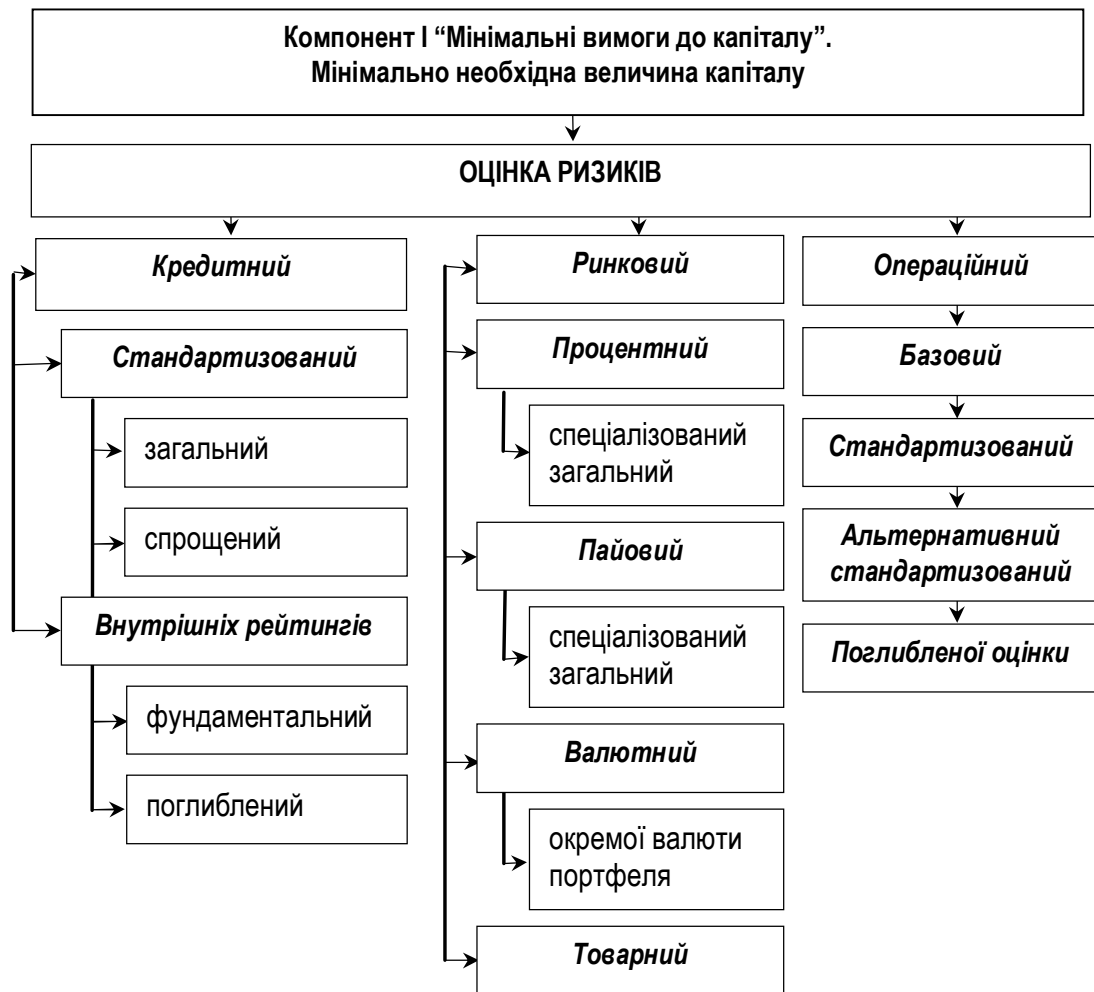 Компонент І “Мінімальні вимоги до капіталу”.
Мінімально необхідна величина капіталу
ОЦІНКА РИЗИКІВ
Кредитний
Стандартизований
загальний
спрощений
Внутрішніх рейтингів
фундаментальний
поглиблений
Ринковий
Процентний
спеціалізований
загальний
Пайовий
спеціалізований
загальний
Валютний
окремої валюти
портфеля
Товарний
Операційний
Базовий
Стандартизований
Альтернативний
стандартизований
Поглибленої оцінки